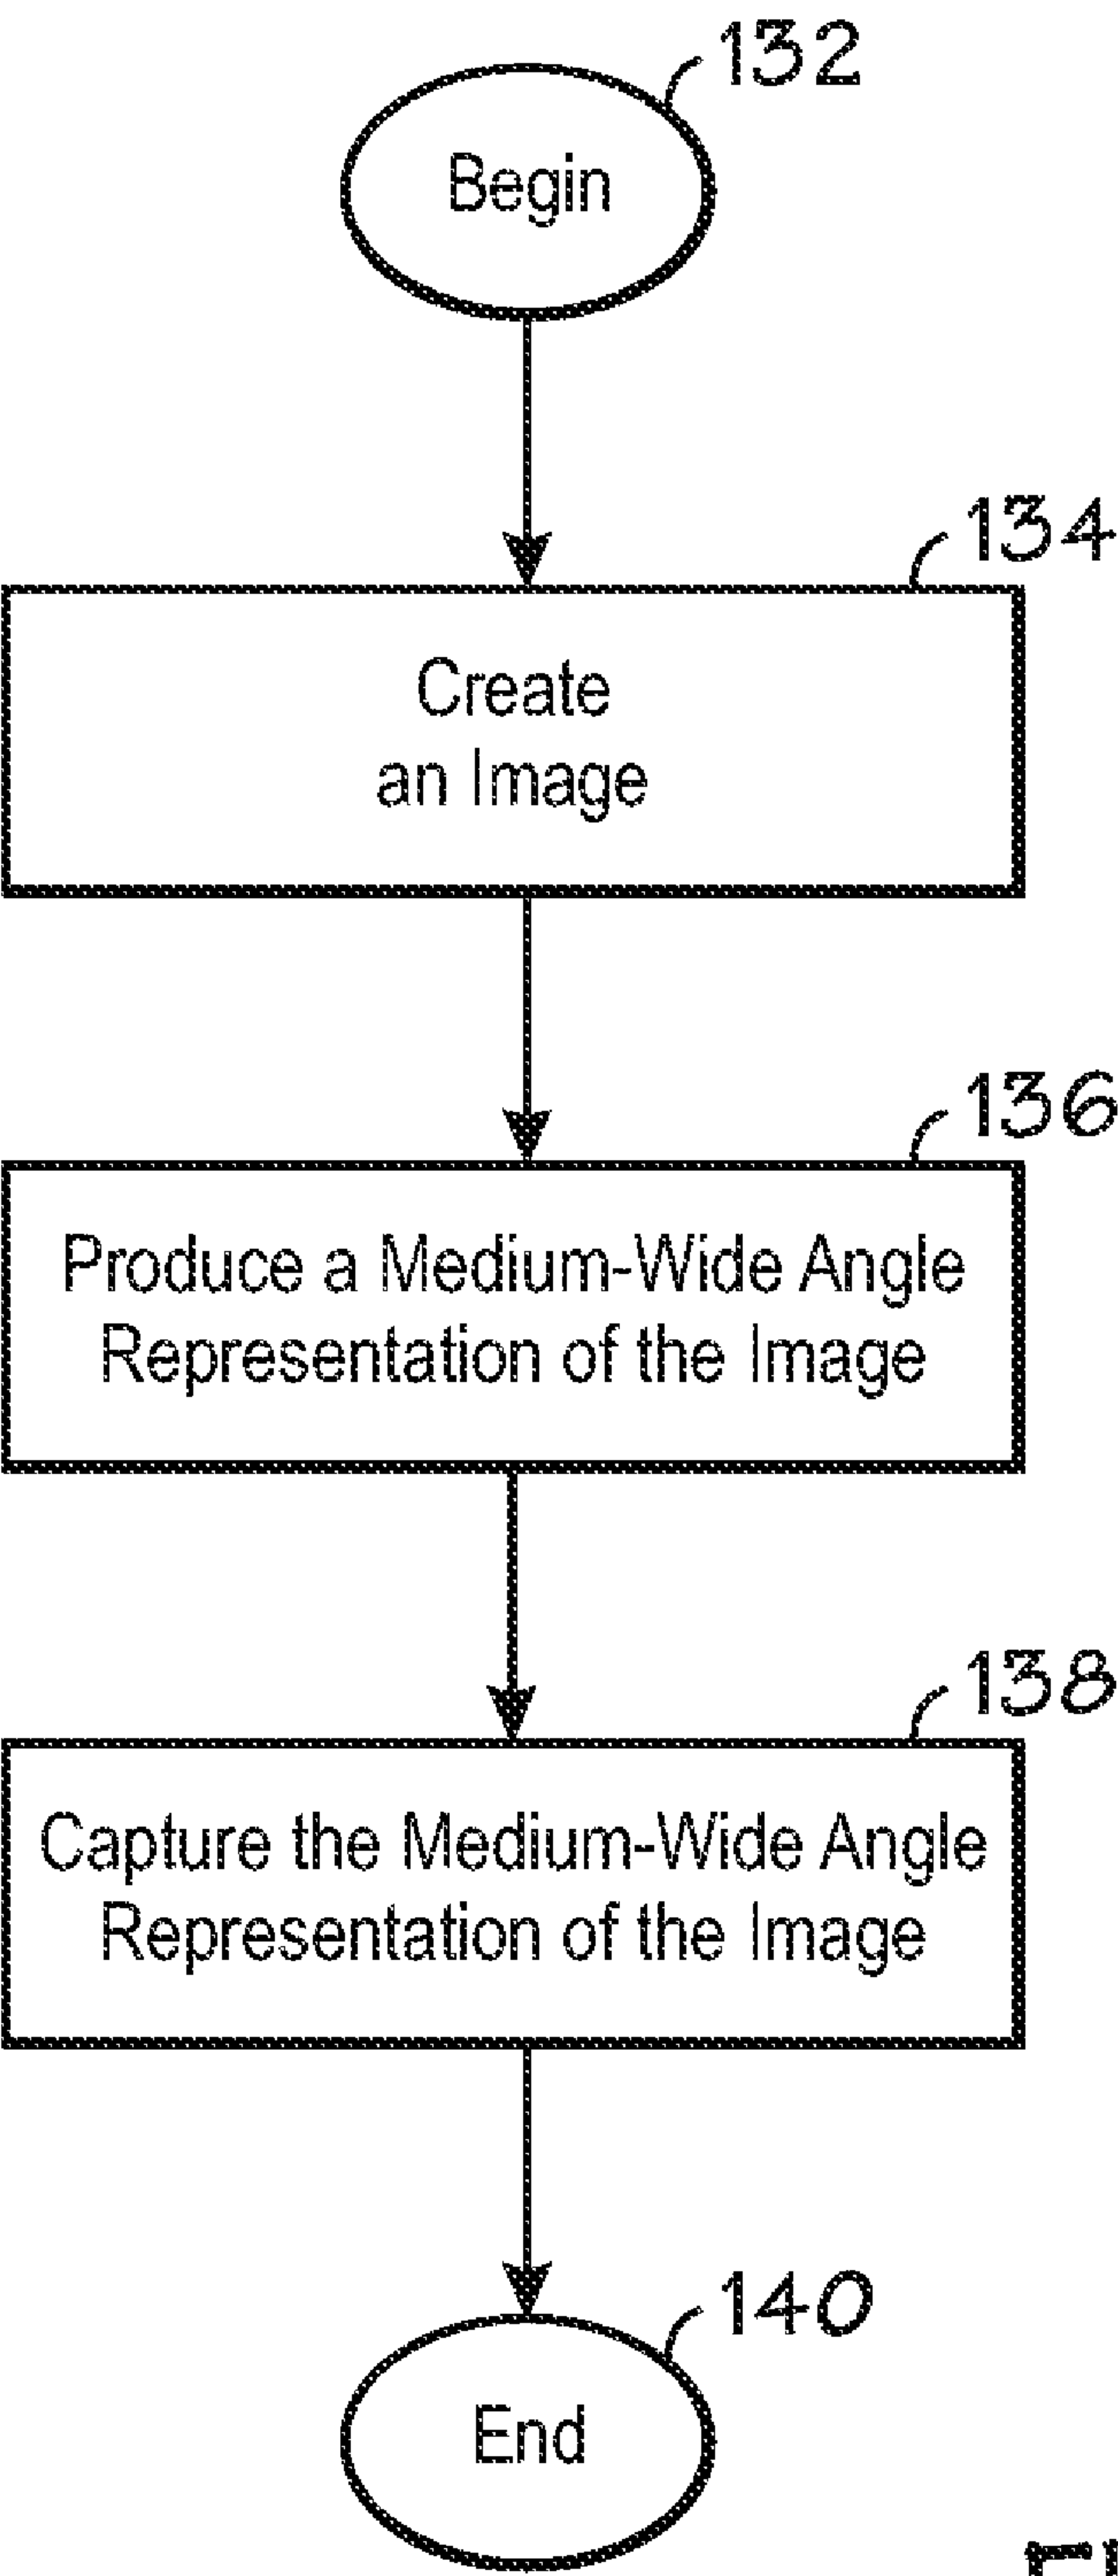 132
Begin
134
Create
an Image
136
Produce a Medium-Wide Angle
Representation of the Image
138
Capture the Medium-Wide Angle
Representation of the Image
140
End